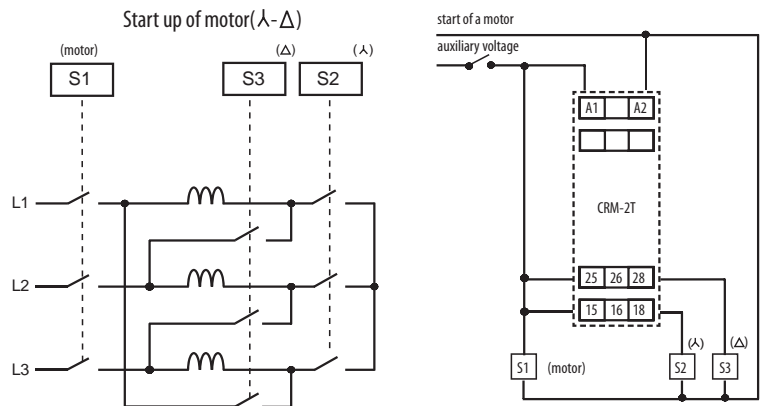 Start up of motor(⅄-Δ)
(motor)
(Δ)
(⅄)
S1
S3
S2
L1
L2
L3
start of a motor
auxiliary voltage
A1
A2
CRM-2T
25 26 28
15 16 18
(⅄)
(Δ)
S1
(motor)
S2
S3